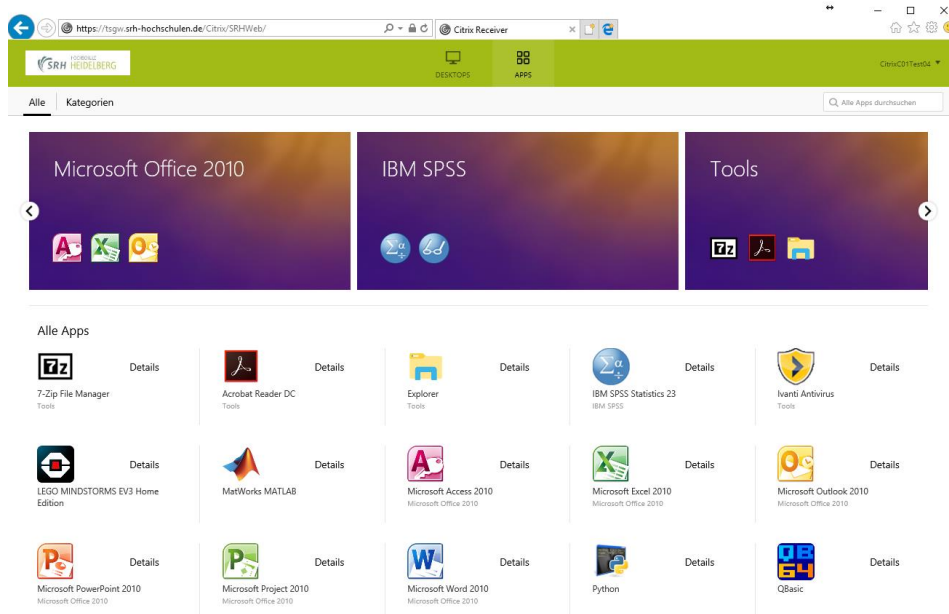 https://tsgw.srh-hochschulen.de/Citrix/SRHWeb/
Citrix Receiver
SRH HOCHSCHULE HEIDELBERG
DESKTOPS
APPS
CitrixC01Test04
Alle
Kategorien
Alle Apps durchsuchen
Microsoft Office 2010
IBM SPSS
Tools
Alle Apps
Details
7-Zip File Manager
Tools
Details
Acrobat Reader DC
Tools
Details
Explorer
Tools
Details
IBM SPSS Statistics 23
IBM SPSS
Details
Ivanti Antivirus
Tools
Details
LEGO MINDSTORMS EV3 Home
Edition
Details
MatWorks MATLAB
Details
Microsoft Access 2010
Microsoft Office 2010
Details
Microsoft Excel 2010
Microsoft Office 2010
Details
Microsoft Outlook 2010
Microsoft Office 2010
Details
Microsoft PowerPoint 2010
Microsoft Office 2010
Details
Microsoft Project 2010
Microsoft Office 2010
Details
Microsoft Word 2010
Microsoft Office 2010
Details
Python
Details
QBasic